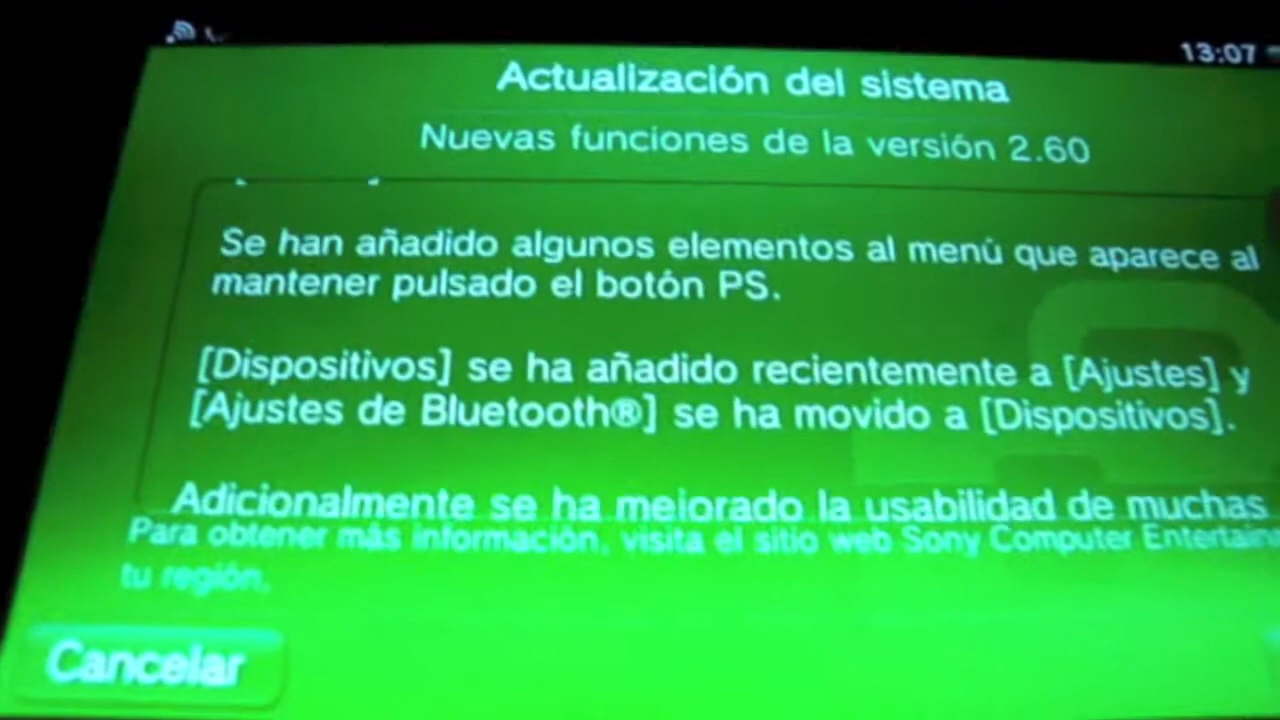 13:07
Actualización del sistema
Nuevas funciones de la versión 2.60
Se han añadido algunos elementos al menú que aparece al
mantener pulsado el botón PS.
[Dispositivos] se ha añadido recientemente a [Ajustes] y
[Ajustes de Bluetooth®] se ha movido a [Dispositivos].
Adicionalmente se ha mejorado la usabilidad de muchas
Para obtener más información, visita el sitio web Sony Computer Entertain
tu región.
Cancelar